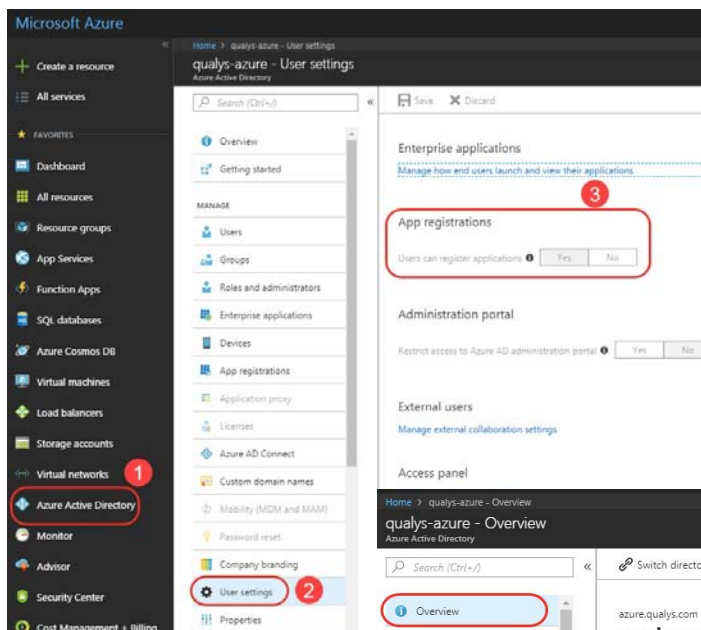 Microsoft Azure
Create a resource
All services
FAVORITES
Dashboard
All resources
Resource groups
App Services
Function Apps
SQL databases
Azure Cosmos DB
Virtual machines
Load balancers
Storage accounts
Virtual networks
1
Azure Active Directory
Monitor
Advisor
Security Center
Cost Management + Billing
Home > qualys-azure - User settings
qualys-azure - User settings
Azure Active Directory
Search (Ctrl+/)
Overview
Getting started
MANAGE
Users
Groups
Roles and administrators
Enterprise applications
Devices
App registrations
Application proxy
Licenses
Azure AD Connect
Custom domain names
Mobility (MDM and MAM)
Password reset
Company branding
User settings
2
Properties
Save Discard
Enterprise applications
Manage how end users launch and view their applications
3
App registrations
Users can register applications Yes No
Administration portal
Restrict access to Azure AD administration portal Yes No
External users
Manage external collaboration settings
Access panel
Home > qualys-azure - Overview
qualys-azure - Overview
Azure Active Directory
Search (Ctrl+/)
Overview
Switch directo
azure.qualys.com